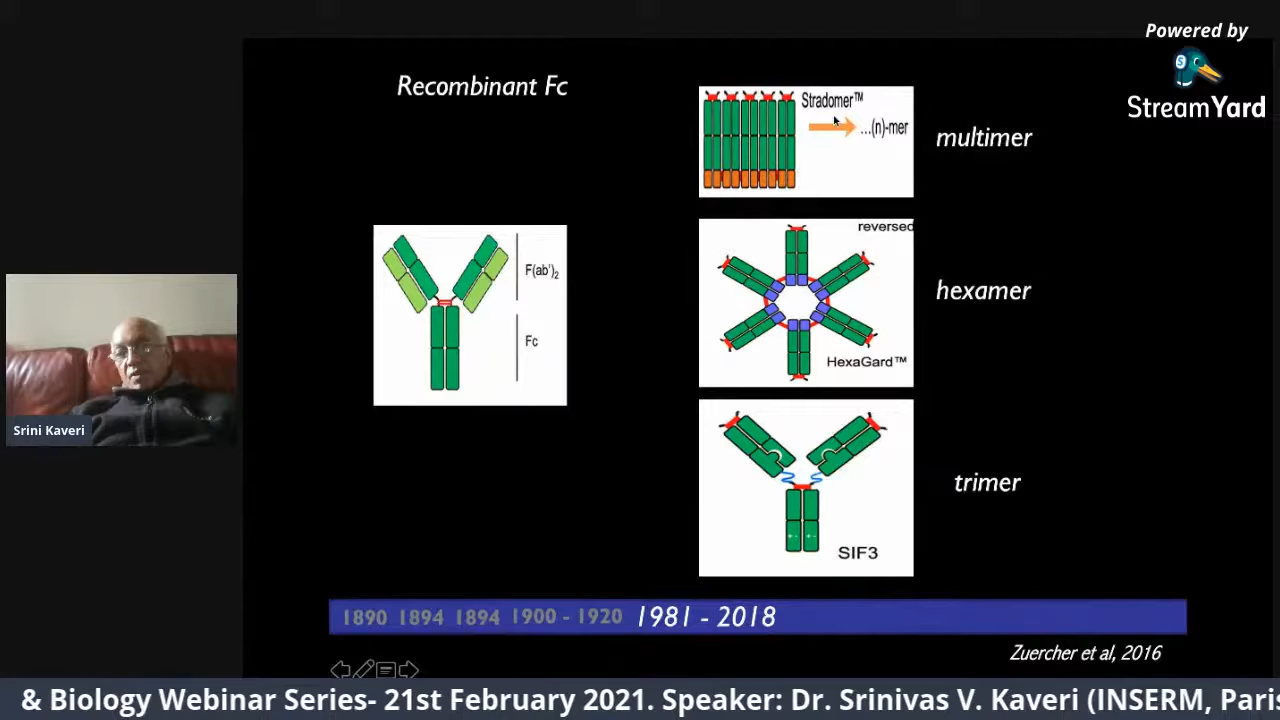 Powered by
StreamYard
Recombinant Fc
Stradomer™
...(n)-mer
multimer
F(ab')₂
Fc
reversed
HexaGard™
hexamer
SIF3
trimer
Srini Kaveri
1890 1894 1894 1900 - 1920 1981 - 2018
Zuercher et al, 2016
& Biology Webinar Series- 21st February 2021. Speaker: Dr. Srinivas V. Kaveri (INSERM, Paris